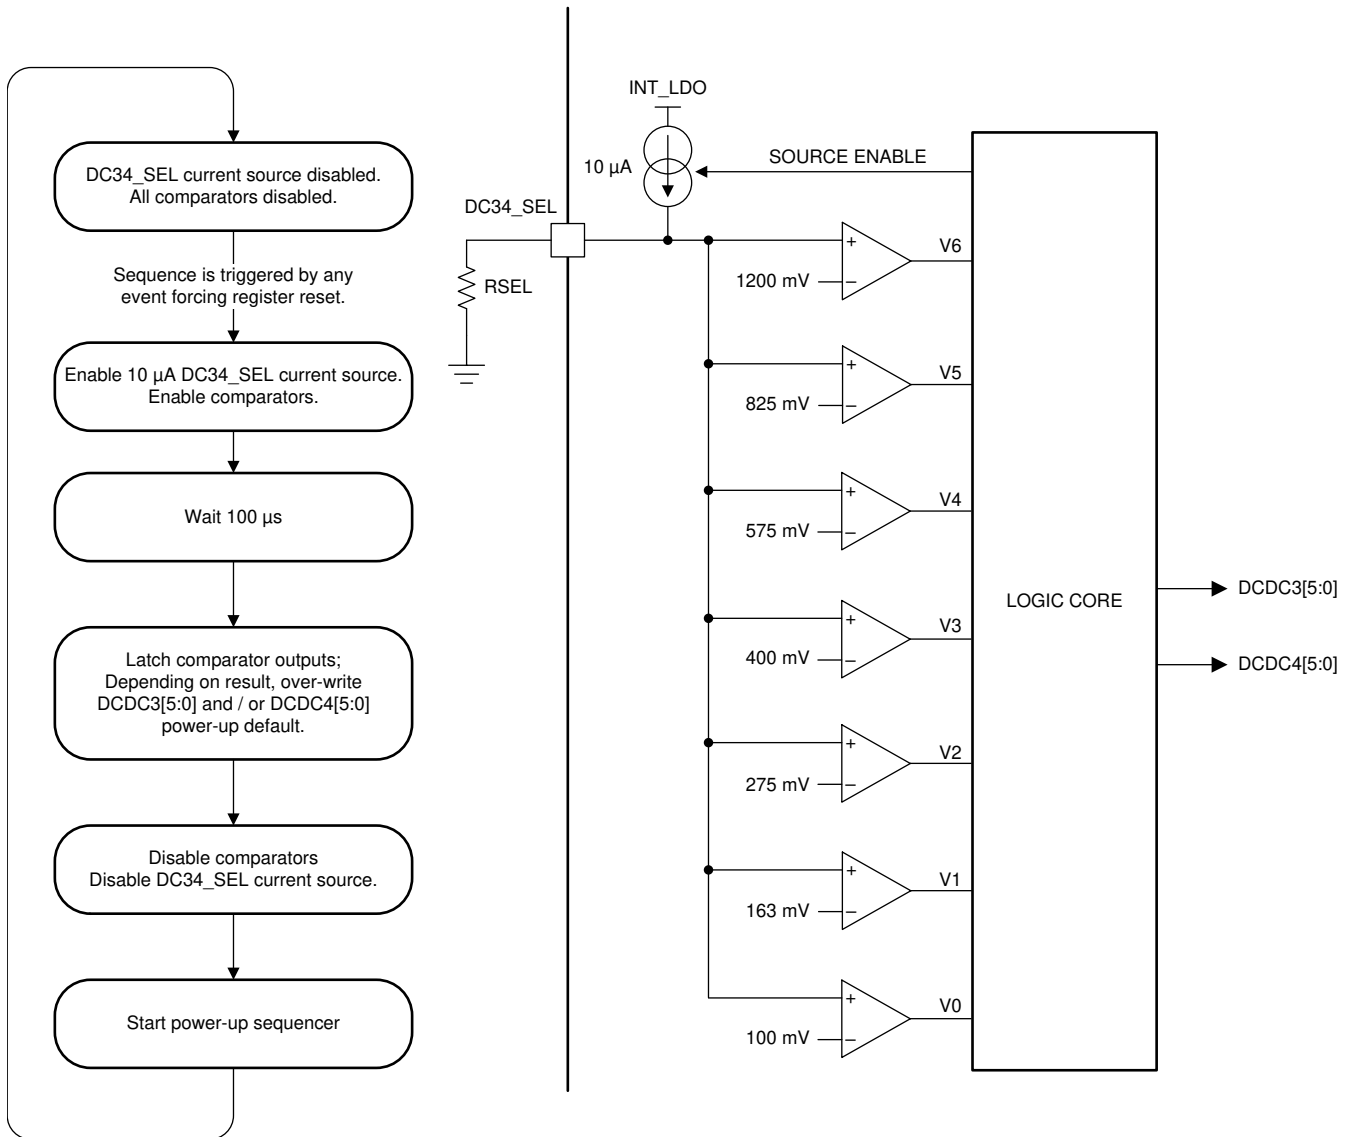 DC34_SEL current source disabled.
All comparators disabled.
Sequence is triggered by any
event forcing register reset.
Enable 10 µA DC34_SEL current source.
Enable comparators.
Wait 100 µs
Latch comparator outputs;
Depending on result, over-write
DCDC3[5:0] and / or DCDC4[5:0]
power-up default.
Disable comparators
Disable DC34_SEL current source.
Start power-up sequencer
INT_LDO
10 µA
SOURCE ENABLE
DC34_SEL
RSEL
+
1200 mV
–
V6
+
825 mV
–
V5
+
575 mV
–
V4
+
400 mV
–
V3
+
275 mV
–
V2
+
163 mV
–
V1
+
100 mV
–
V0
LOGIC CORE
DCDC3[5:0]
DCDC4[5:0]